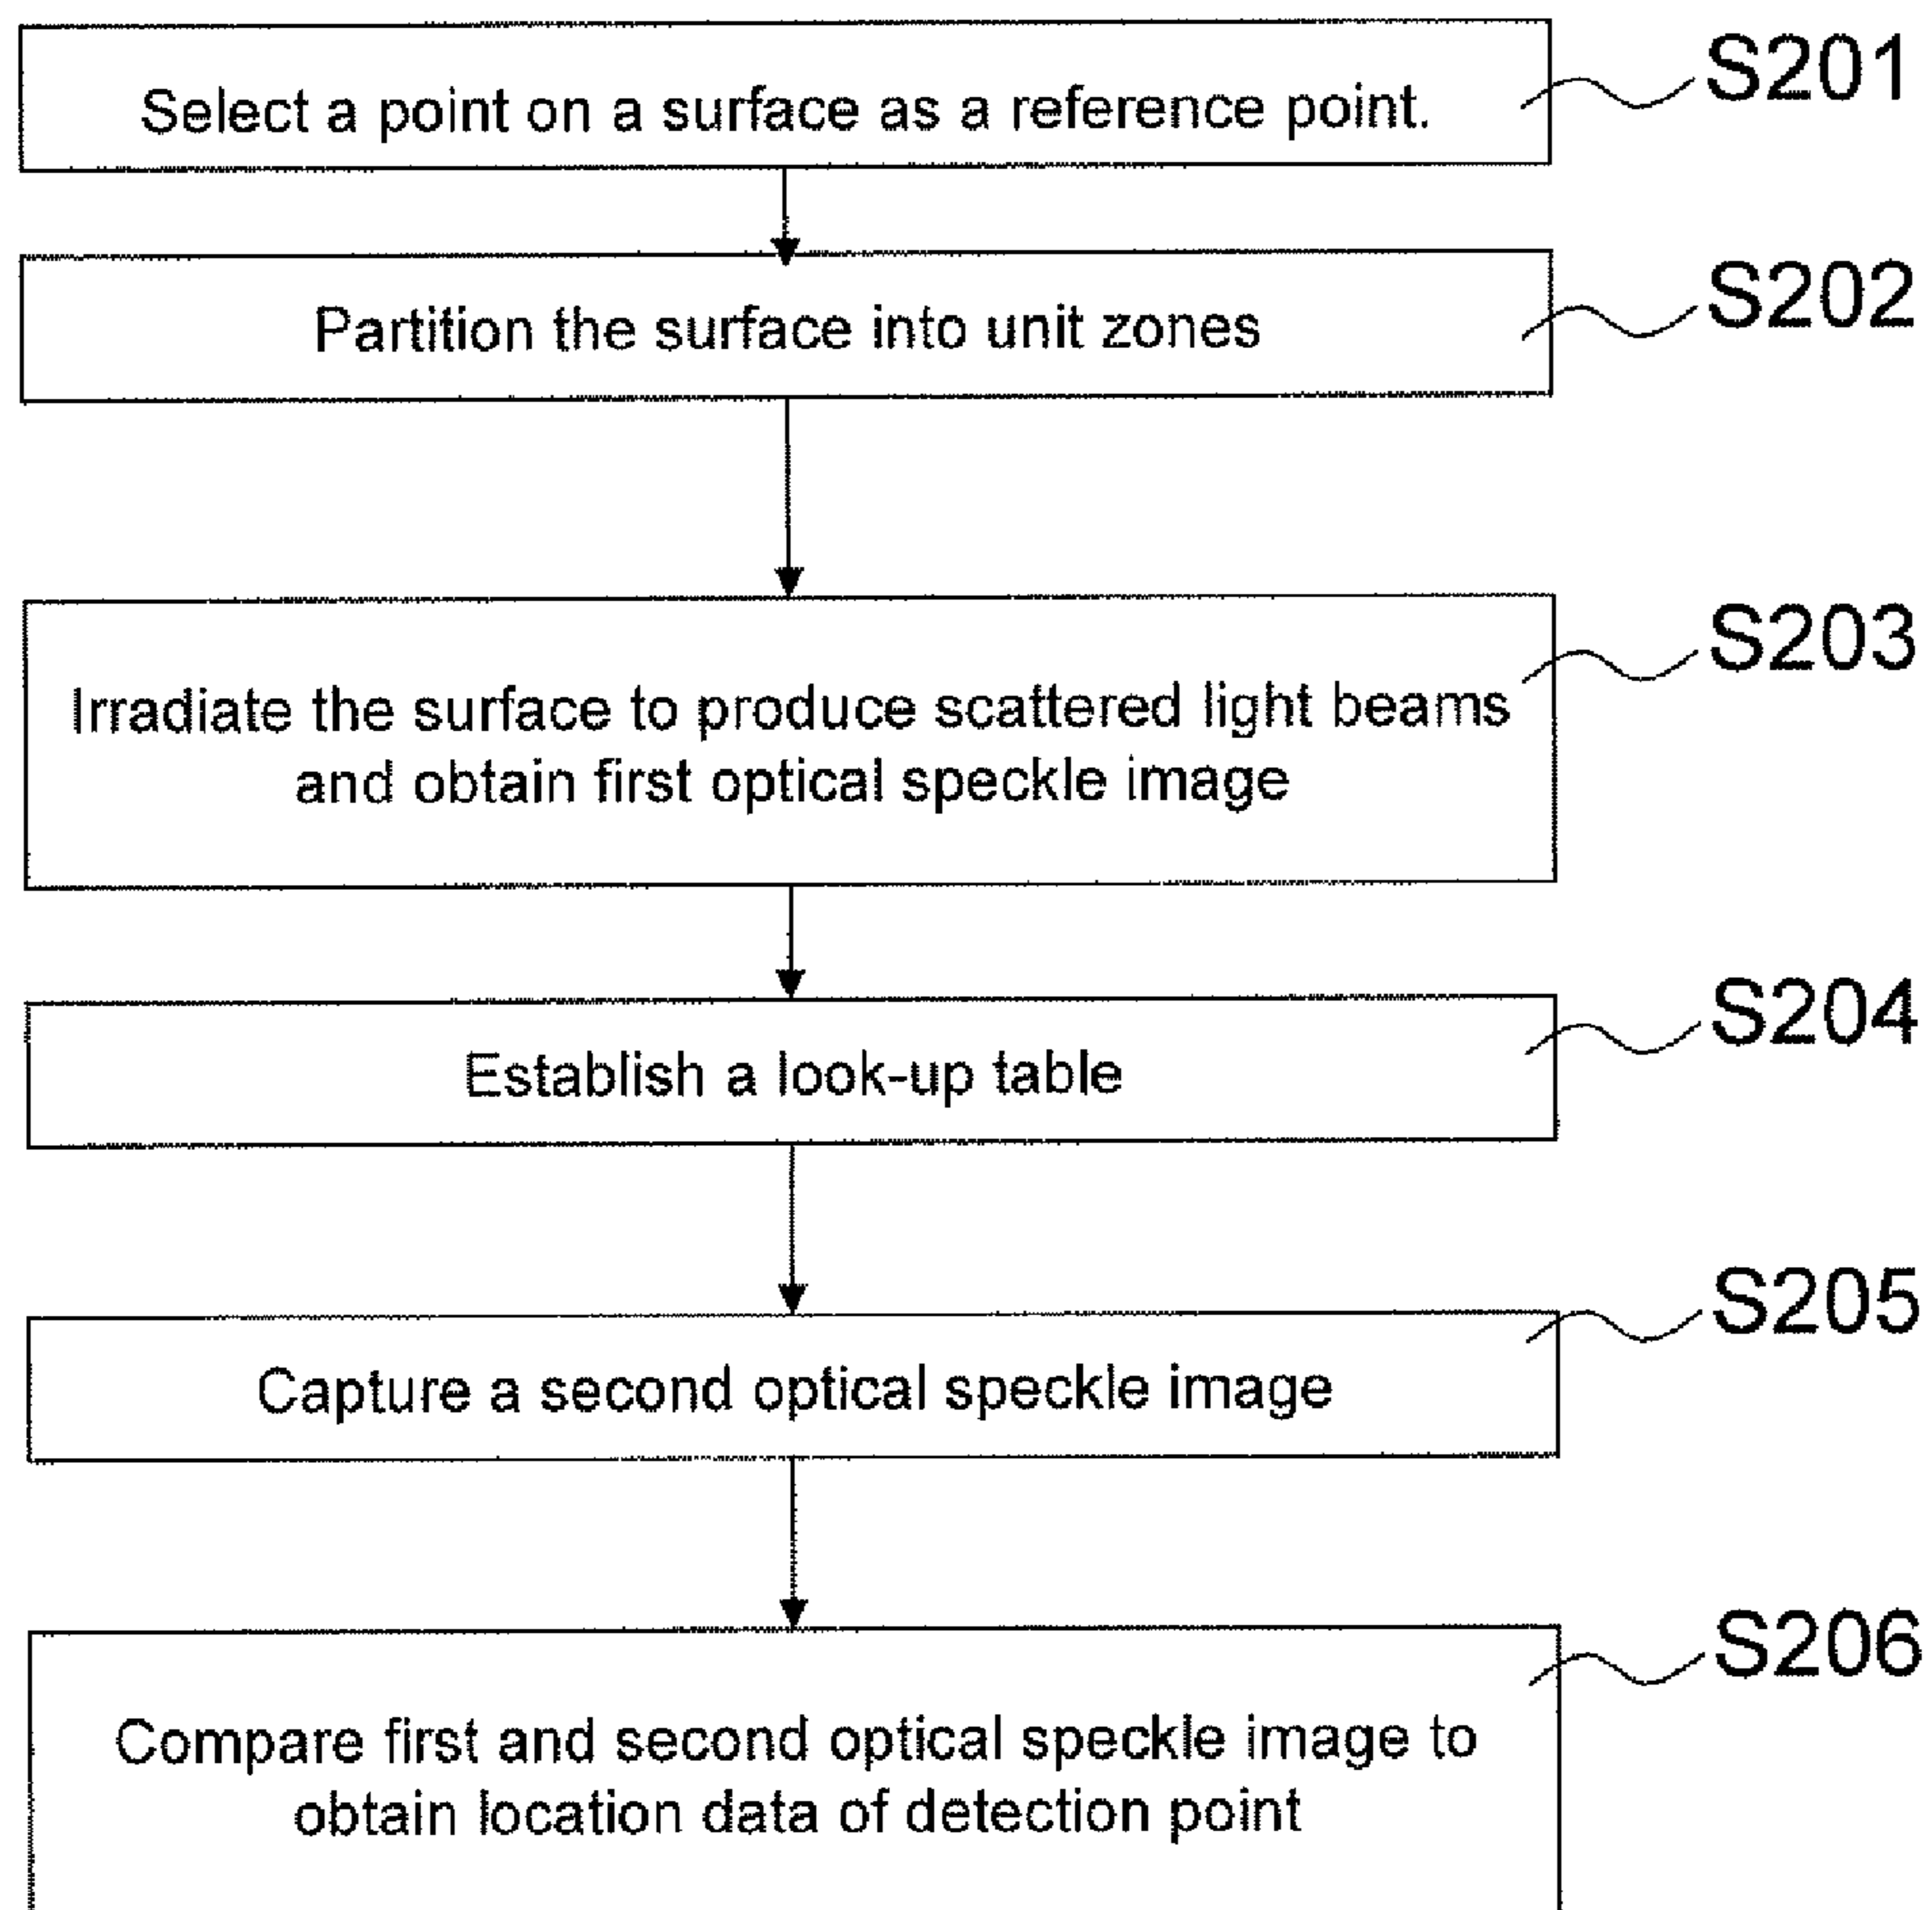 Select a point on a surface as a reference point.
S201
Partition the surface into unit zones
S202
Irradiate the surface to produce scattered light beams
and obtain first optical speckle image
S203
Establish a look-up table
S204
Capture a second optical speckle image
S205
Compare first and second optical speckle image to
obtain location data of detection point
S206